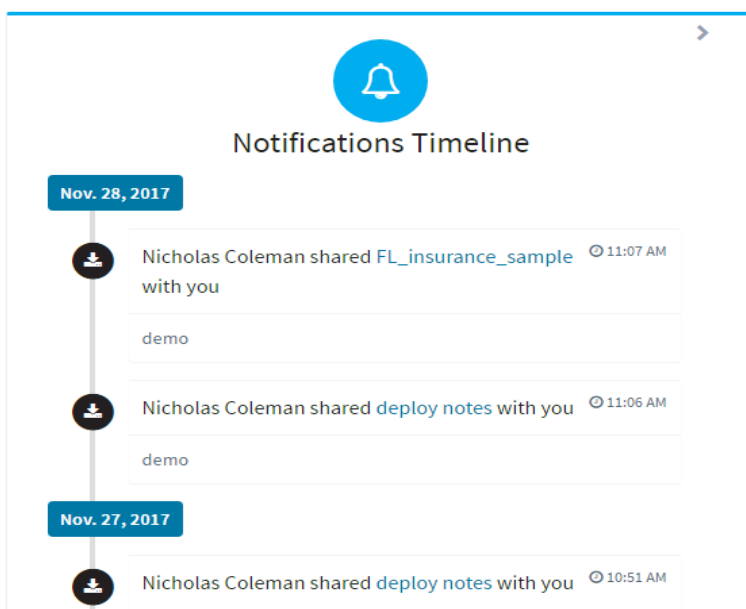 Notifications Timeline
Nov. 28, 2017
Nicholas Coleman shared FL_insurance_sample 11:07 AM
with you
demo
Nicholas Coleman shared deploy notes with you 11:06 AM
demo
Nov. 27, 2017
Nicholas Coleman shared deploy notes with you 10:51 AM